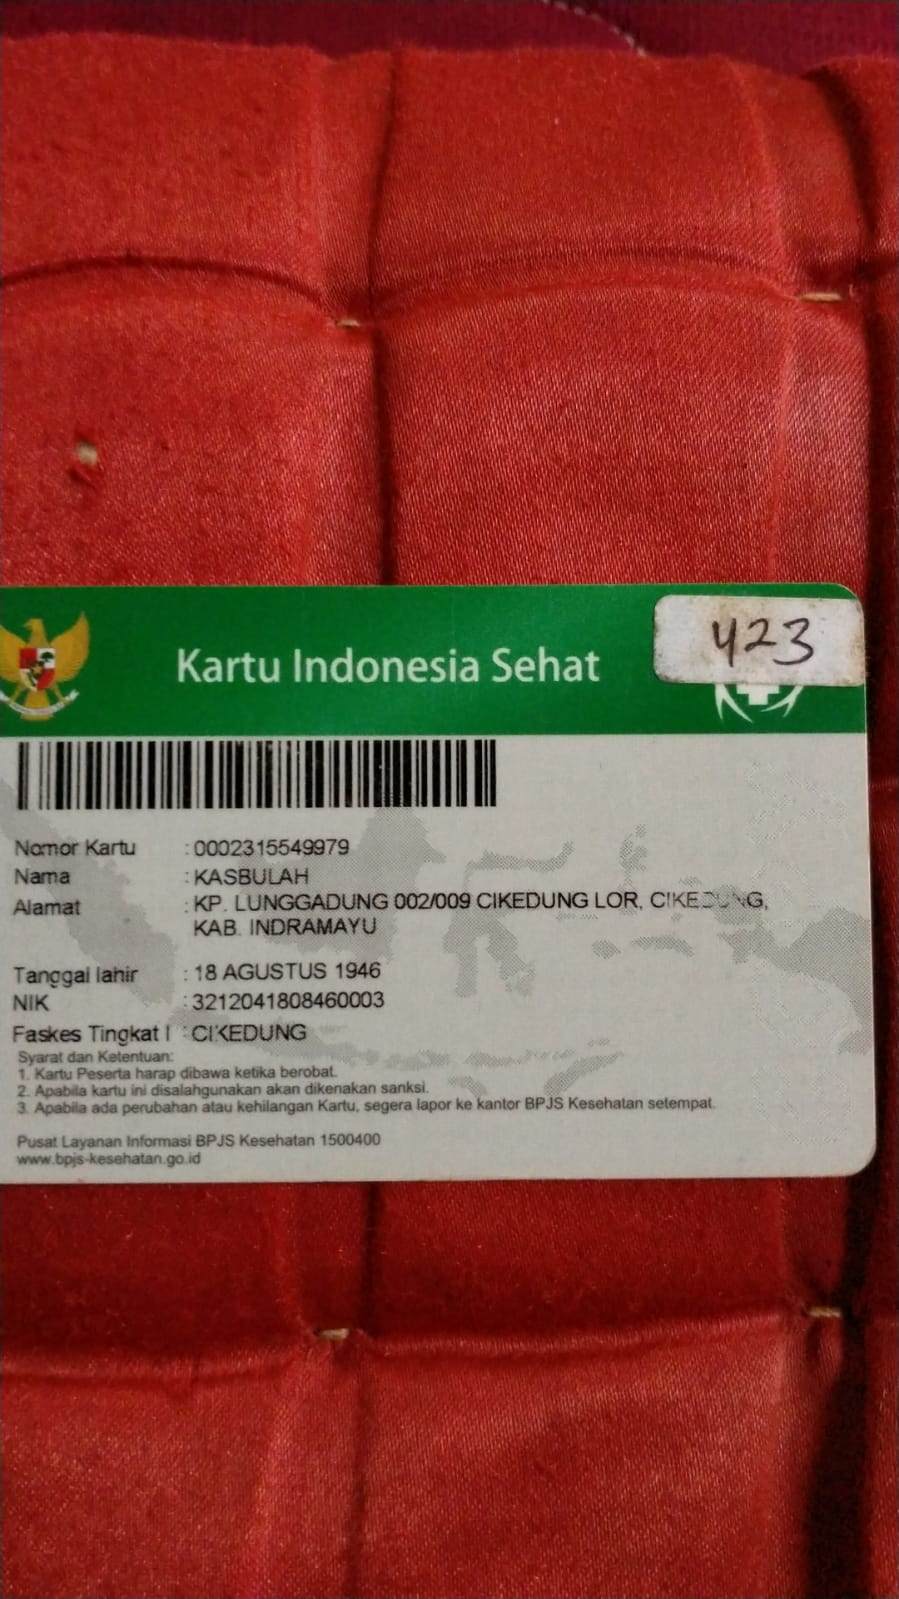 Kartu Indonesia Sehat
423
Nomor Kartu : 0002315549979
Nama : KASBULAH
Alamat : KP. LUNGGADUNG 002/009 CIKEDUNG LOR, CIKEDUNG,
KAB. INDRAMAYU
Tanggal lahir : 18 AGUSTUS 1946
NIK : 3212041808460003
Faskes Tingkat I : CIKEDUNG
Syarat dan Ketentuan:
1. Kartu Peserta harap dibawa ketika berobat.
2. Apabila kartu ini disalahgunakan akan dikenakan sanksi.
3. Apabila ada perubahan atau kehilangan Kartu, segera lapor ke kantor BPJS Kesehatan setempat.
Pusat Layanan Informasi BPJS Kesehatan 1500400
www.bpjs-kesehatan.go.id